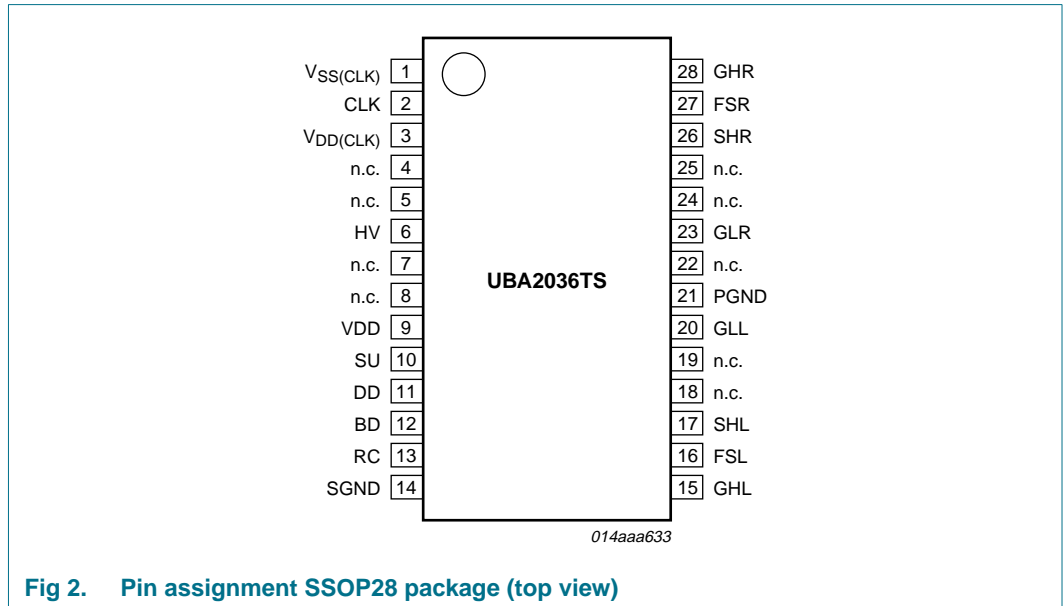 VSS(CLK) 1 28 GHR
CLK 2 27 FSR
VDD(CLK) 3 26 SHR
n.c. 4 25 n.c.
n.c. 5 24 n.c.
HV 6 23 GLR
n.c. 7 22 n.c.
UBA2036TS
n.c. 8 21 PGND
VDD 9 20 GLL
SU 10 19 n.c.
DD 11 18 n.c.
BD 12 17 SHL
RC 13 16 FSL
SGND 14 15 GHL
014aaa633
Fig 2. Pin assignment SSOP28 package (top view)